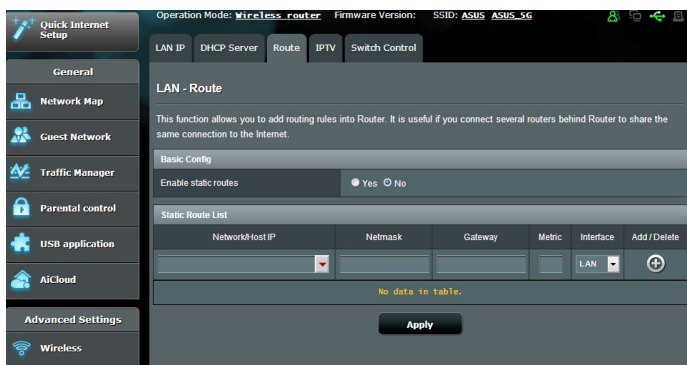 Quick Internet
Setup
General
Network Map
Guest Network
Traffic Manager
Parental control
USB application
AiCloud
Advanced Settings
Wireless
Operation Mode: Wireless router Firmware Version: SSID: ASUS ASUS_5G
LAN IP DHCP Server Route IPTV Switch Control
LAN - Route
This function allows you to add routing rules into Router. It is useful if you connect several routers behind Router to share the
same connection to the Internet.
Basic Config
Enable static routes Yes No
Static Route List
Network/Host IP Netmask Gateway Metric Interface Add / Delete
LAN
No data in table.
Apply